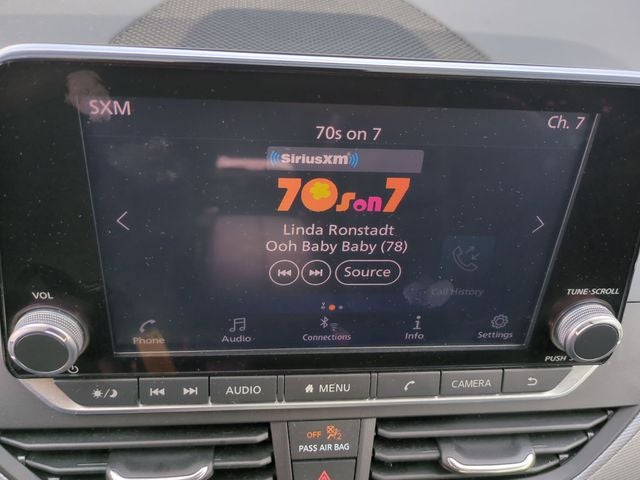 SXM
70s on 7
Ch. 7
((SiriusXM))
70s on 7
Linda Ronstadt
Ooh Baby Baby (78)
Source
Call History
VOL
TUNE·SCROLL
Phone
Audio
Connections
Info
Settings
PUSH
AUDIO
MENU
CAMERA
OFF 2
PASS AIR BAG